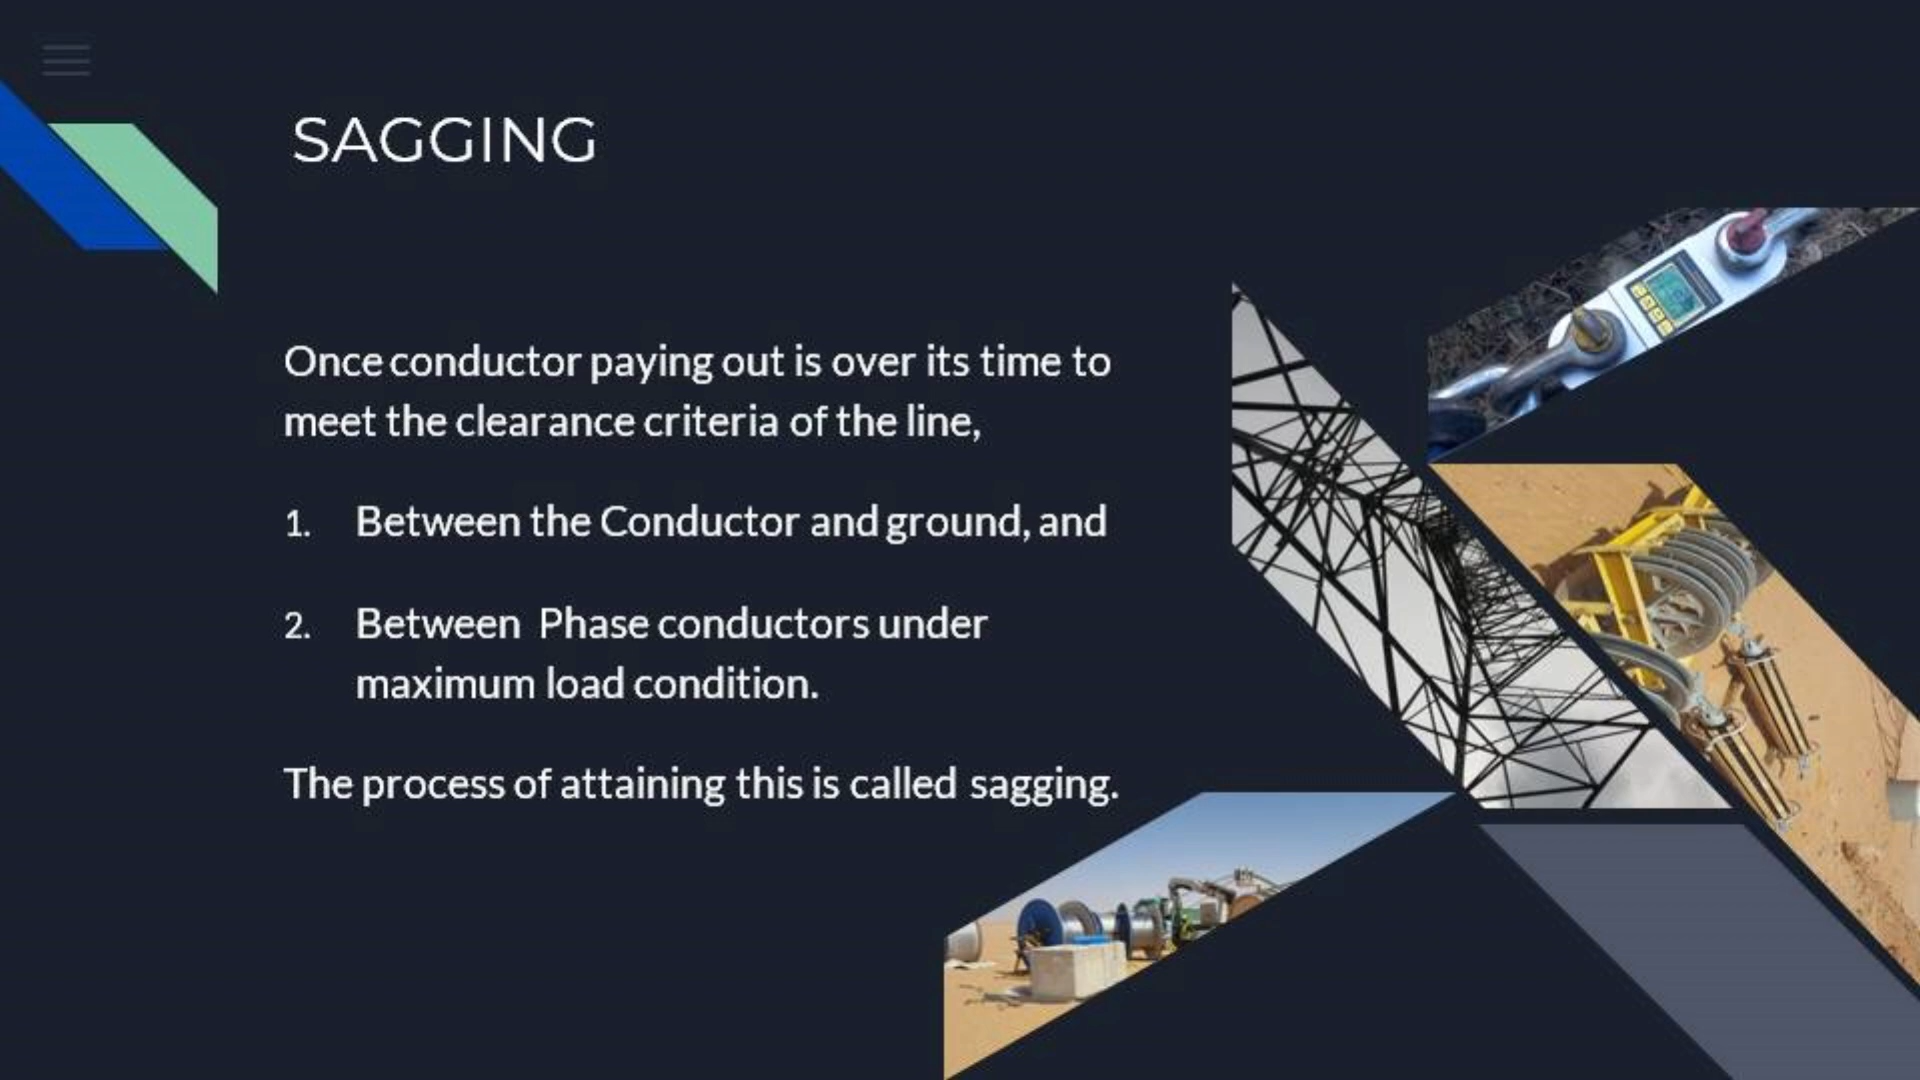 SAGGING
Once conductor paying out is over its time to
meet the clearance criteria of the line,
1. Between the Conductor and ground, and
2. Between Phase conductors under
maximum load condition.
The process of attaining this is called sagging.